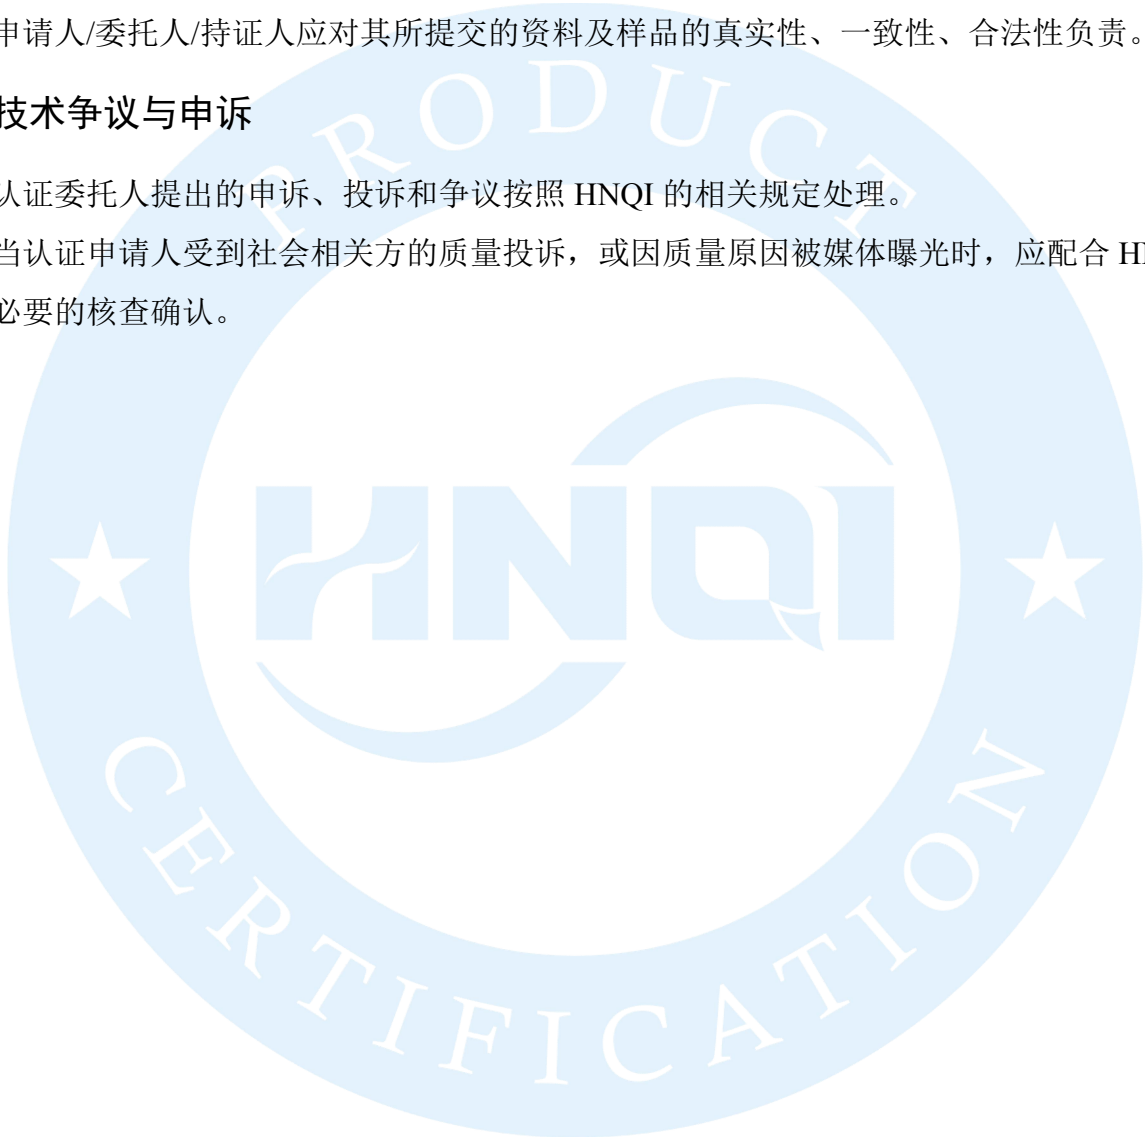 申请人/委托人/持证人应对其所提交的资料及样品的真实性、一致性、合法性负责。
技术争议与申诉
认证委托人提出的申诉、投诉和争议按照 HNQI 的相关规定处理。
当认证申请人受到社会相关方的质量投诉，或因质量原因被媒体曝光时，应配合
必要的核查确认。
PRODUCT
HNQI
CERTIFICATION